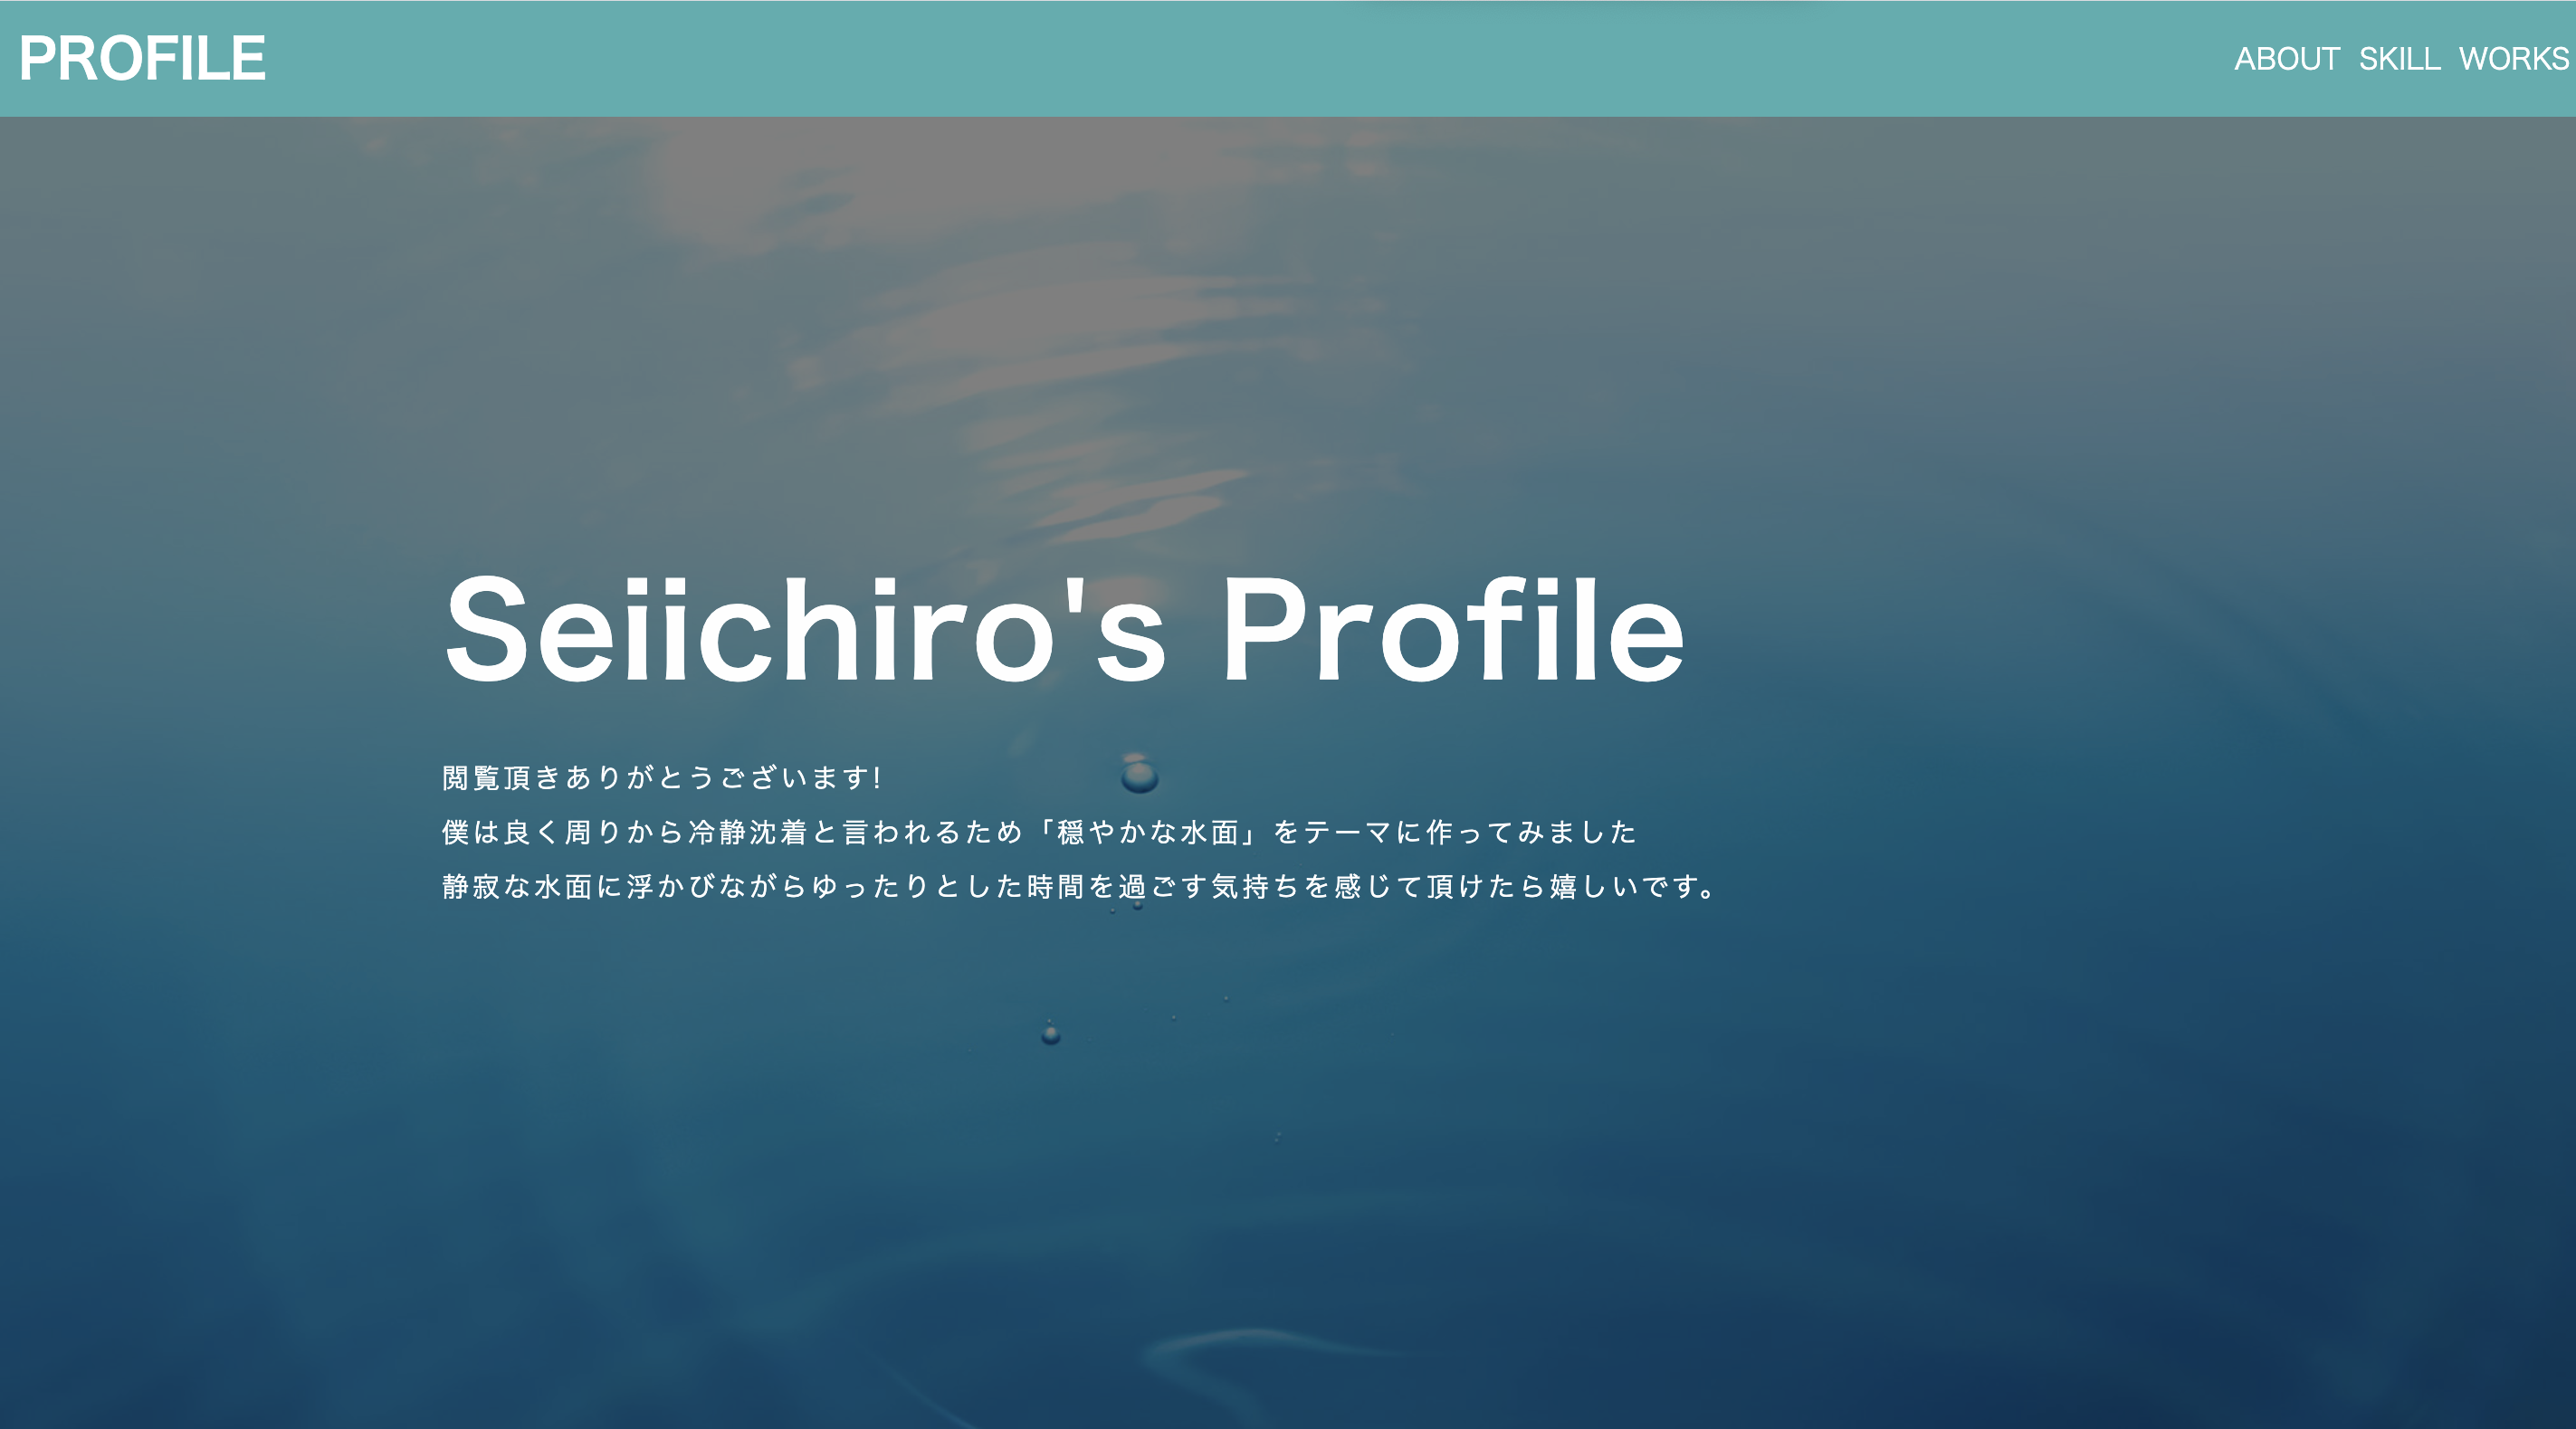 PROFILE
ABOUT SKILL WORKS
Seiichiro's Profile
閲覧頂きありがとうございます!
僕は良く周りから冷静沈着と言われるため「穏やかな水面」をテーマに作ってみました
静寂な水面に浮かびながらゆったりとした時間を過ごす気持ちを感じて頂けたら嬉しいです。